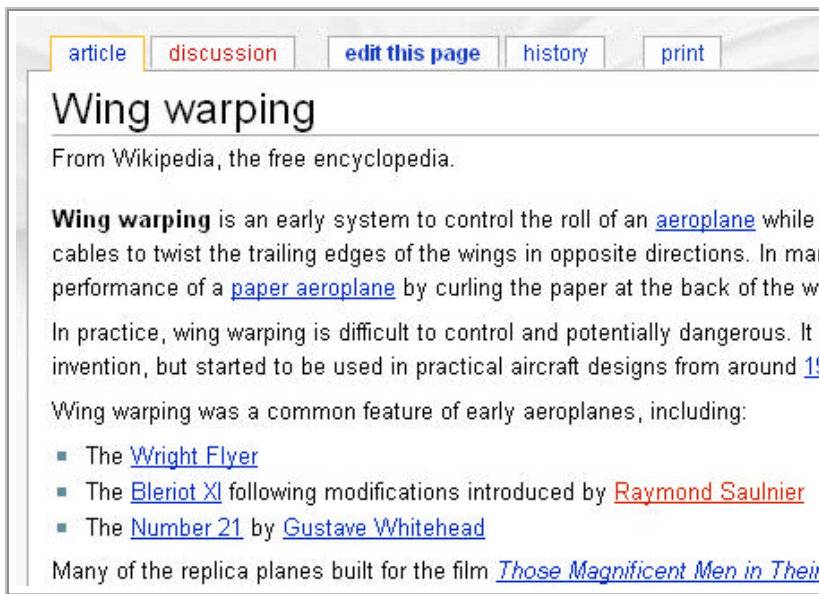 article discussion edit this page history print
Wing warping
From Wikipedia, the free encyclopedia.
Wing warping is an early system to control the roll of an aeroplane while
cables to twist the trailing edges of the wings in opposite directions. In
performance of a paper aeroplane by curling the paper at the back of the
In practice, wing warping is difficult to control and potentially dangerous. It
invention, but started to be used in practical aircraft designs from around
Wing warping was a common feature of early aeroplanes, including:
The Wright Flyer
The Bleriot XI following modifications introduced by Raymond Saulnier
The Number 21 by Gustave Whitehead
Many of the replica planes built for the film Those Magnificent Men in Their